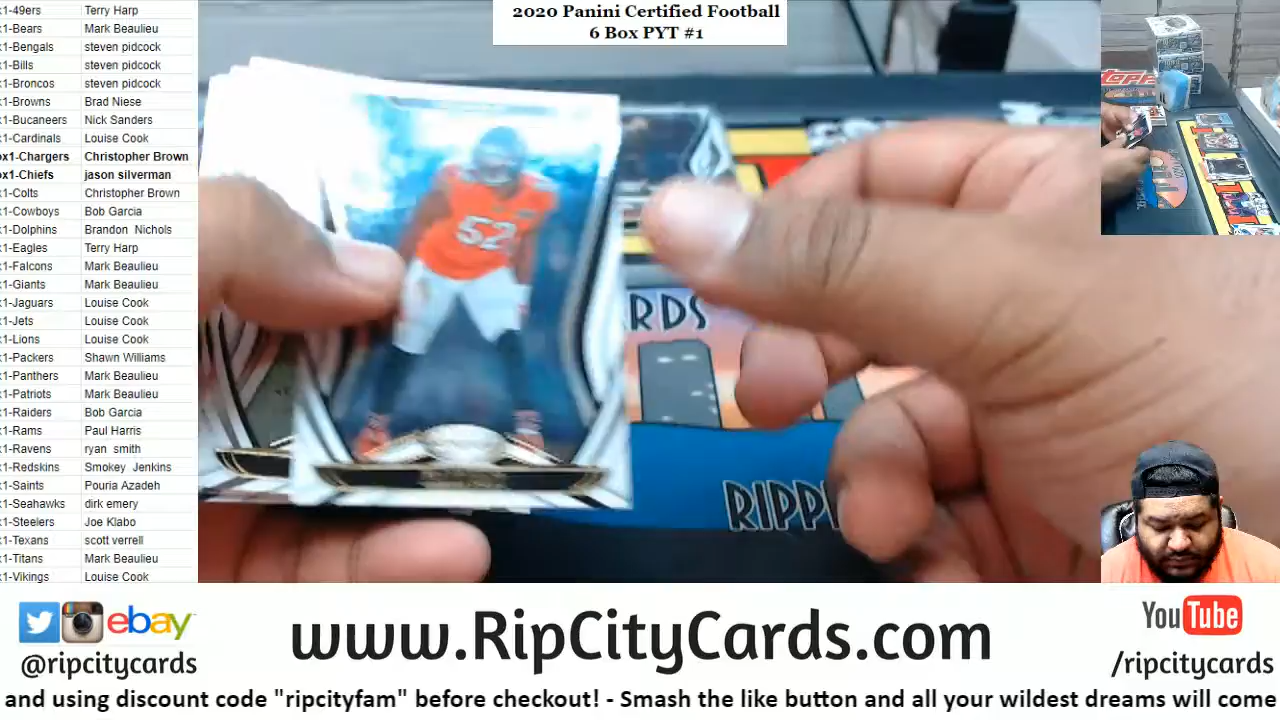 2020 Panini Certified Football
6 Box PYT #1
x1-49ers Terry Harp
x1-Bears Mark Beaulieu
x1-Bengals steven pidcock
x1-Bills steven pidcock
x1-Broncos steven pidcock
x1-Browns Brad Niese
x1-Bucaneers Nick Sanders
x1-Cardinals Louise Cook
ox1-Chargers Christopher Brown
ox1-Chiefs jason silverman
x1-Colts Christopher Brown
x1-Cowboys Bob Garcia
x1-Dolphins Brandon Nichols
x1-Eagles Terry Harp
x1-Falcons Mark Beaulieu
x1-Giants Mark Beaulieu
x1-Jaguars Louise Cook
x1-Jets Louise Cook
x1-Lions Louise Cook
x1-Packers Shawn Williams
x1-Panthers Mark Beaulieu
x1-Patriots Mark Beaulieu
x1-Raiders Bob Garcia
x1-Rams Paul Harris
x1-Ravens ryan smith
x1-Redskins Smokey Jenkins
x1-Saints Pouria Azadeh
x1-Seahawks dirk emery
x1-Steelers Joe Klabo
x1-Texans scott verrell
x1-Titans Mark Beaulieu
x1-Vikings Louise Cook
52
RDS
RIPP
Topps
ebay
@ripcitycards
www.RipCityCards.com
YouTube
/ripcitycards
and using discount code "ripcityfam" before checkout! - Smash the like button and all your wildest dreams will come